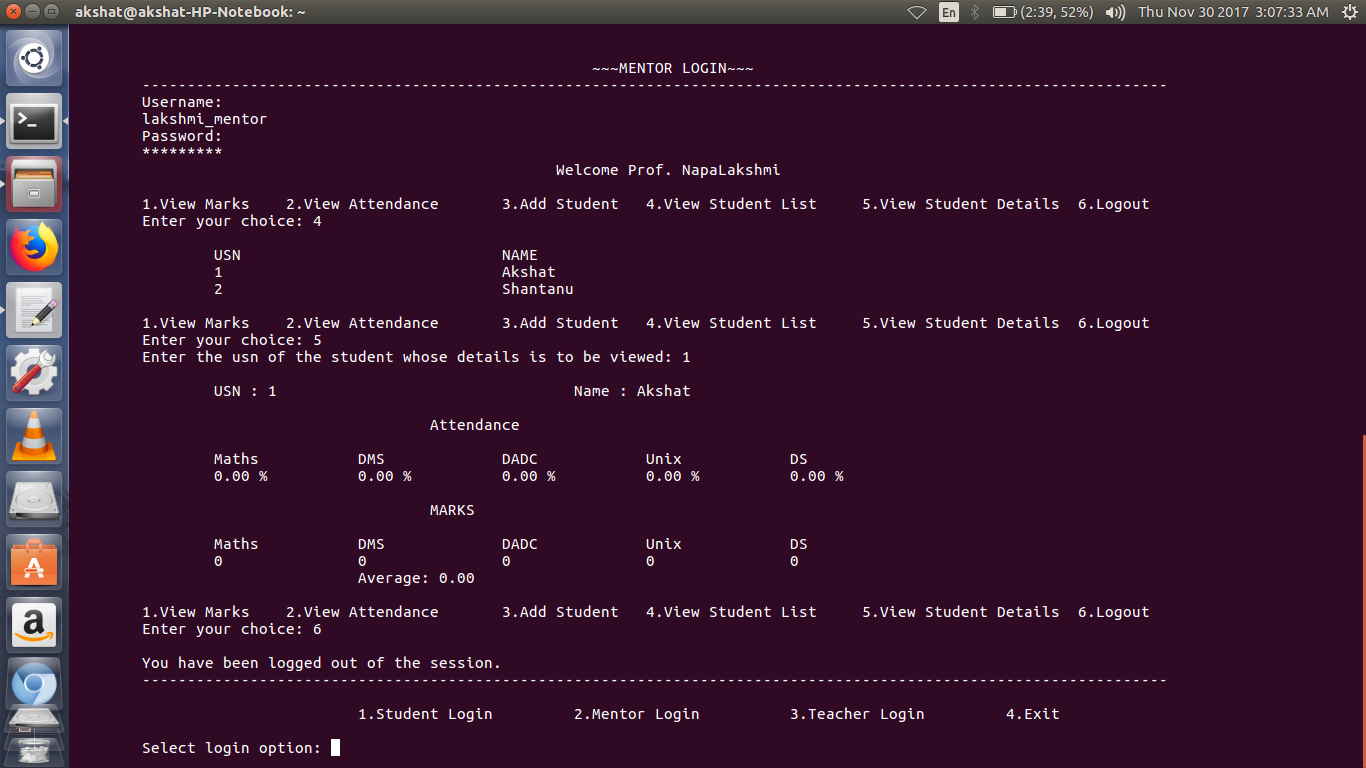 akshat@akshat-HP-Notebook: ~ En (2:39, 52%) Thu Nov 30 2017 3:07:33 AM
~~~MENTOR LOGIN~~~
------------------------------------------------------------------------------------------------------------------
Username:
lakshmi_mentor
Password:
*********
Welcome Prof. NapaLakshmi
1.View Marks 2.View Attendance 3.Add Student 4.View Student List 5.View Student Details 6.Logout
Enter your choice: 4
USN NAME
1 Akshat
2 Shantanu
1.View Marks 2.View Attendance 3.Add Student 4.View Student List 5.View Student Details 6.Logout
Enter your choice: 5
Enter the usn of the student whose details is to be viewed: 1
USN : 1 Name : Akshat
Attendance
Maths DMS DADC Unix DS
0.00 % 0.00 % 0.00 % 0.00 % 0.00 %
MARKS
Maths DMS DADC Unix DS
0 0 0 0 0
Average: 0.00
1.View Marks 2.View Attendance 3.Add Student 4.View Student List 5.View Student Details 6.Logout
Enter your choice: 6
You have been logged out of the session.
------------------------------------------------------------------------------------------------------------------
1.Student Login 2.Mentor Login 3.Teacher Login 4.Exit
Select login option: